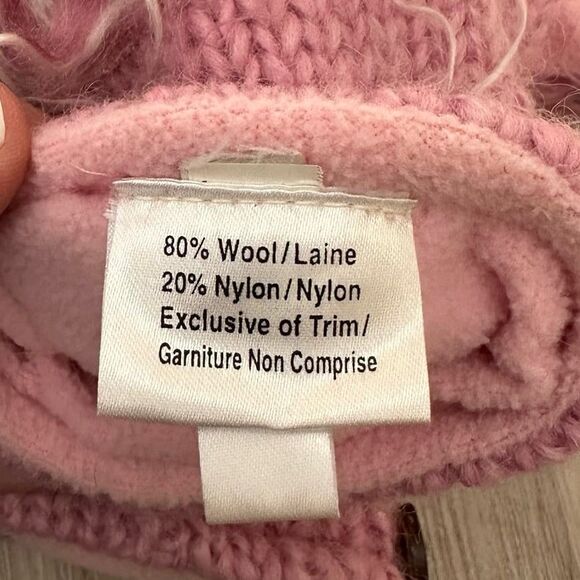 80% Wool/Laine
20% Nylon/Nylon
Exclusive of Trim/
Garniture Non Comprise